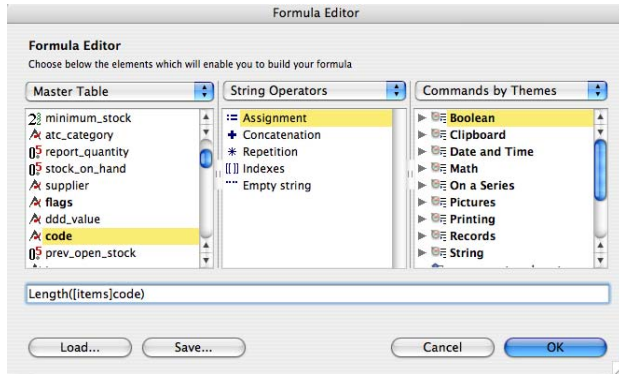 Formula Editor
Formula Editor
Choose below the elements which will enable you to build your formula
Master Table
String Operators
Commands by Themes
minimum_stock
atc_category
report_quantity
stock_on_hand
supplier
flags
ddd_value
code
prev_open_stock
Assignment
Concatenation
Repetition
Indexes
Empty string
Boolean
Clipboard
Date and Time
Math
On a Series
Pictures
Printing
Records
String
Length([items]code)
Load...
Save...
Cancel
OK